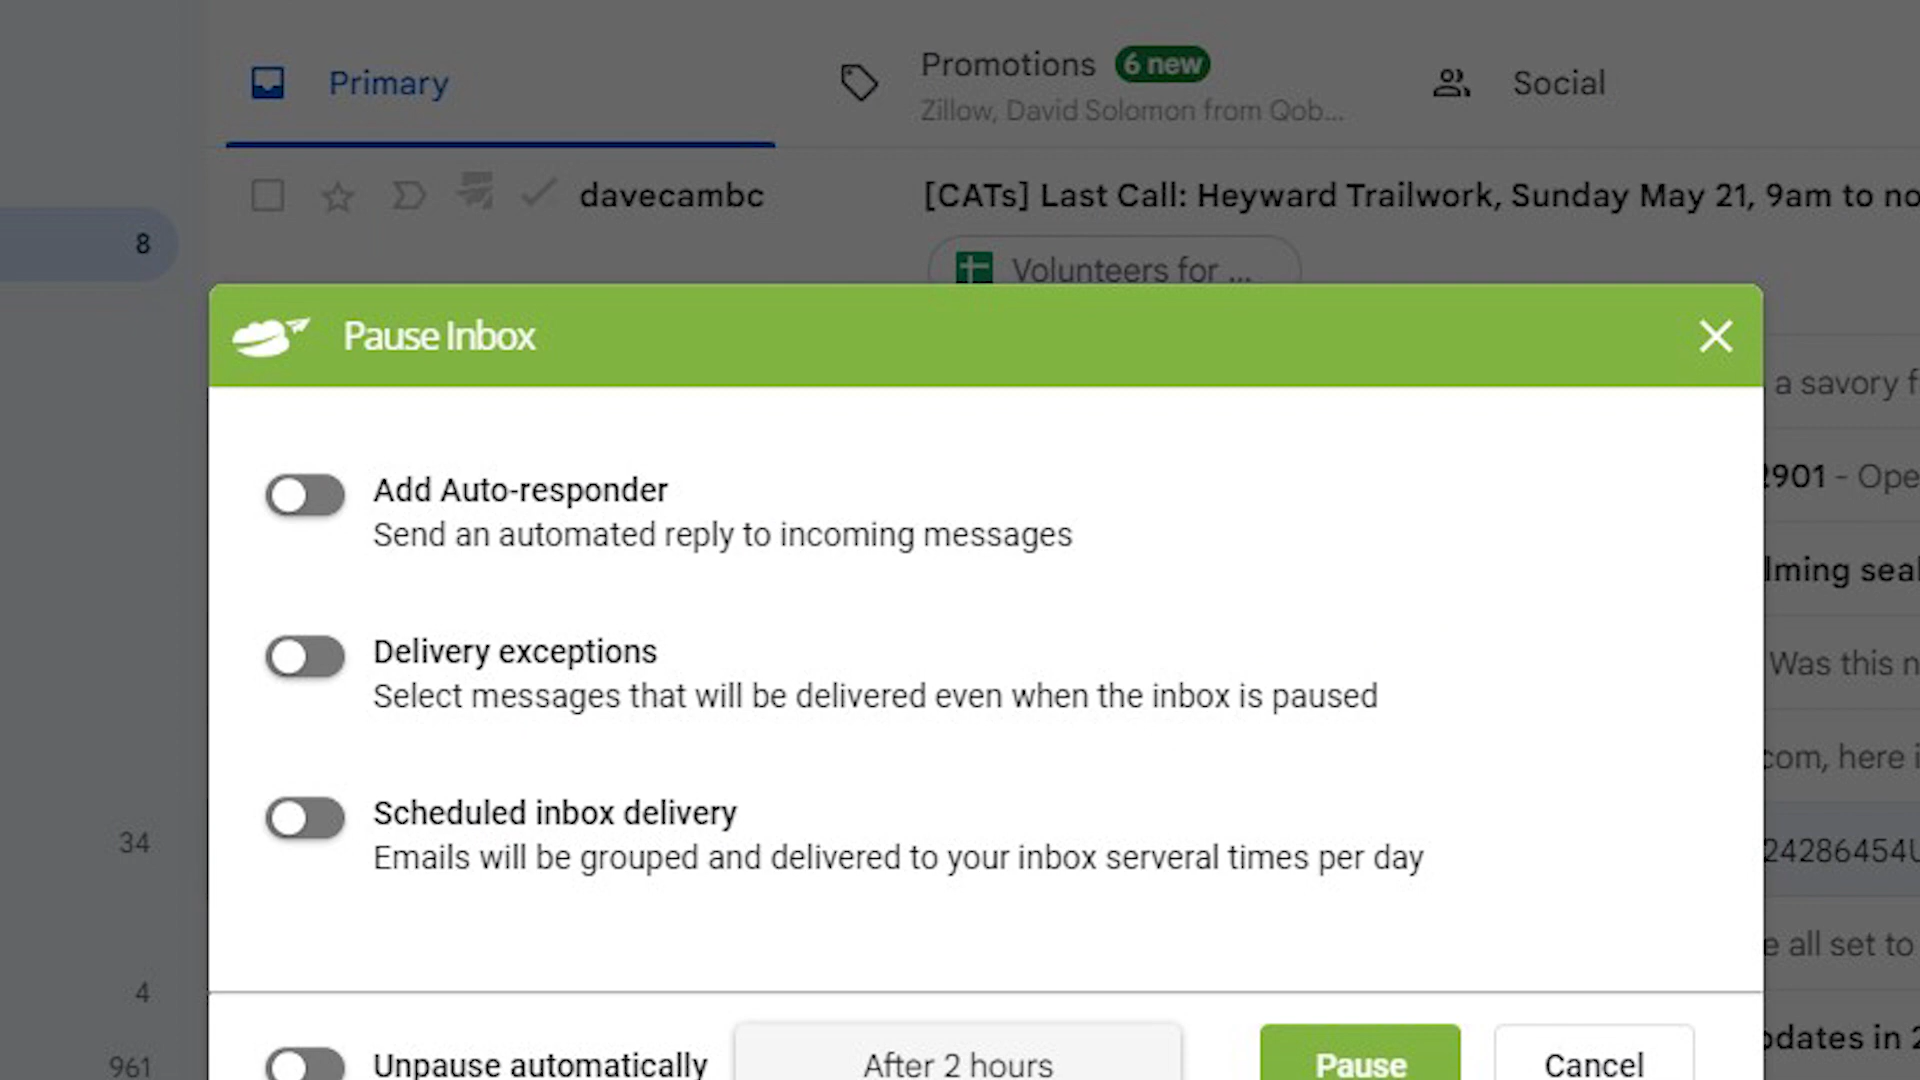 Primary
Promotions 6 new
Zillow, David Solomon from Qob...
Social
davecambc
[CATs] Last Call: Heyward Trailwork, Sunday May 21, 9am to no
8
Volunteers for ...
Pause Inbox
a savory f
Add Auto-responder
Send an automated reply to incoming messages
2901 - Ope
lming seal
Delivery exceptions
Select messages that will be delivered even when the inbox is paused
Was this n
com, here i
Scheduled inbox delivery
Emails will be grouped and delivered to your inbox serveral times per day
34
24286454U
e all set to
4
Unpause automatically
After 2 hours
Pause
Cancel
pdates in 2
961